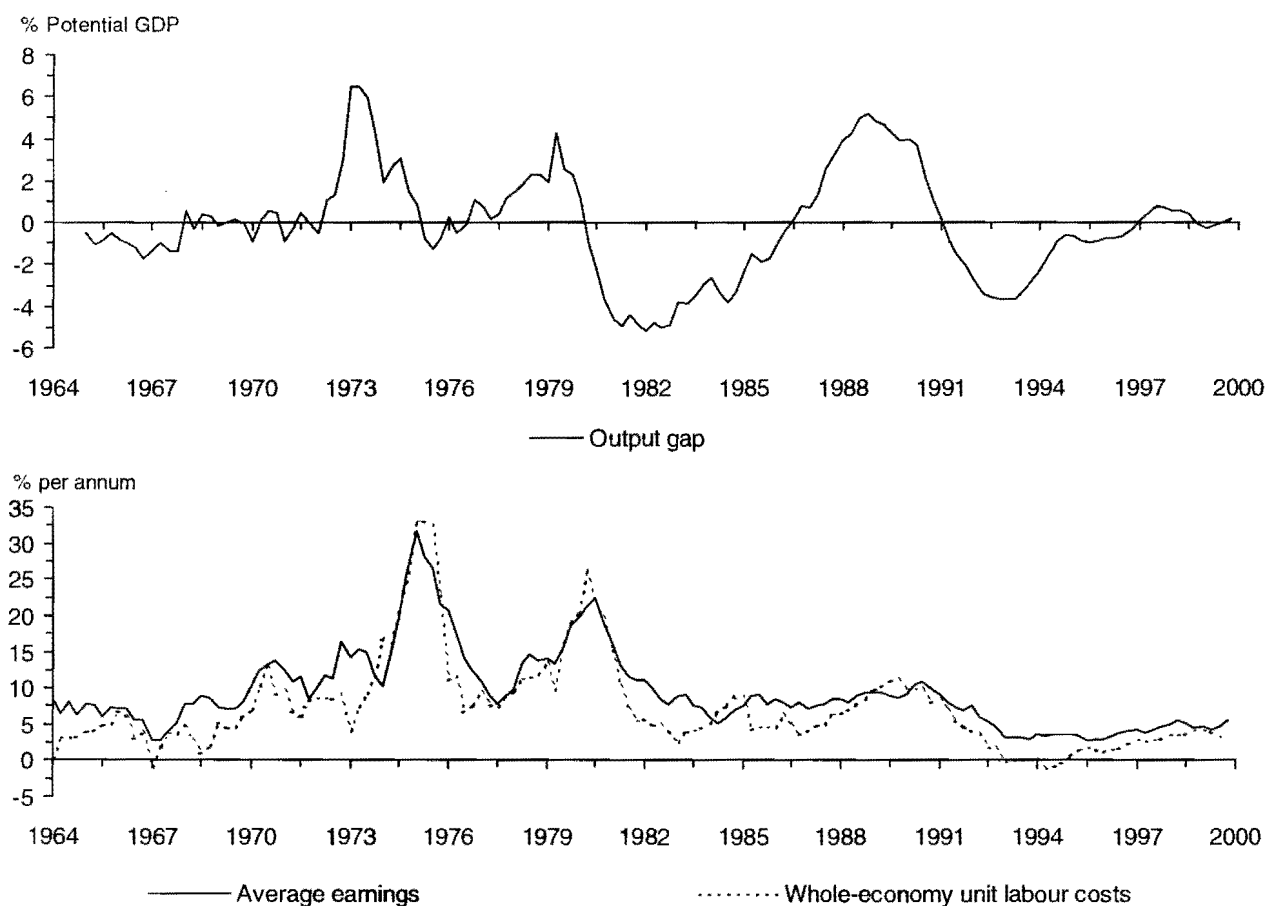 % Potential GDP
8
6
4
2
0
-2
-4
-6
1964 1967 1970 1973 1976 1979 1982 1985 1988 1991 1994 1997 2000
Output gap
% per annum
35
30
25
20
15
10
5
0
-5
1964 1967 1970 1973 1976 1979 1982 1985 1988 1991 1994 1997 2000
Average earnings Whole-economy unit labour costs